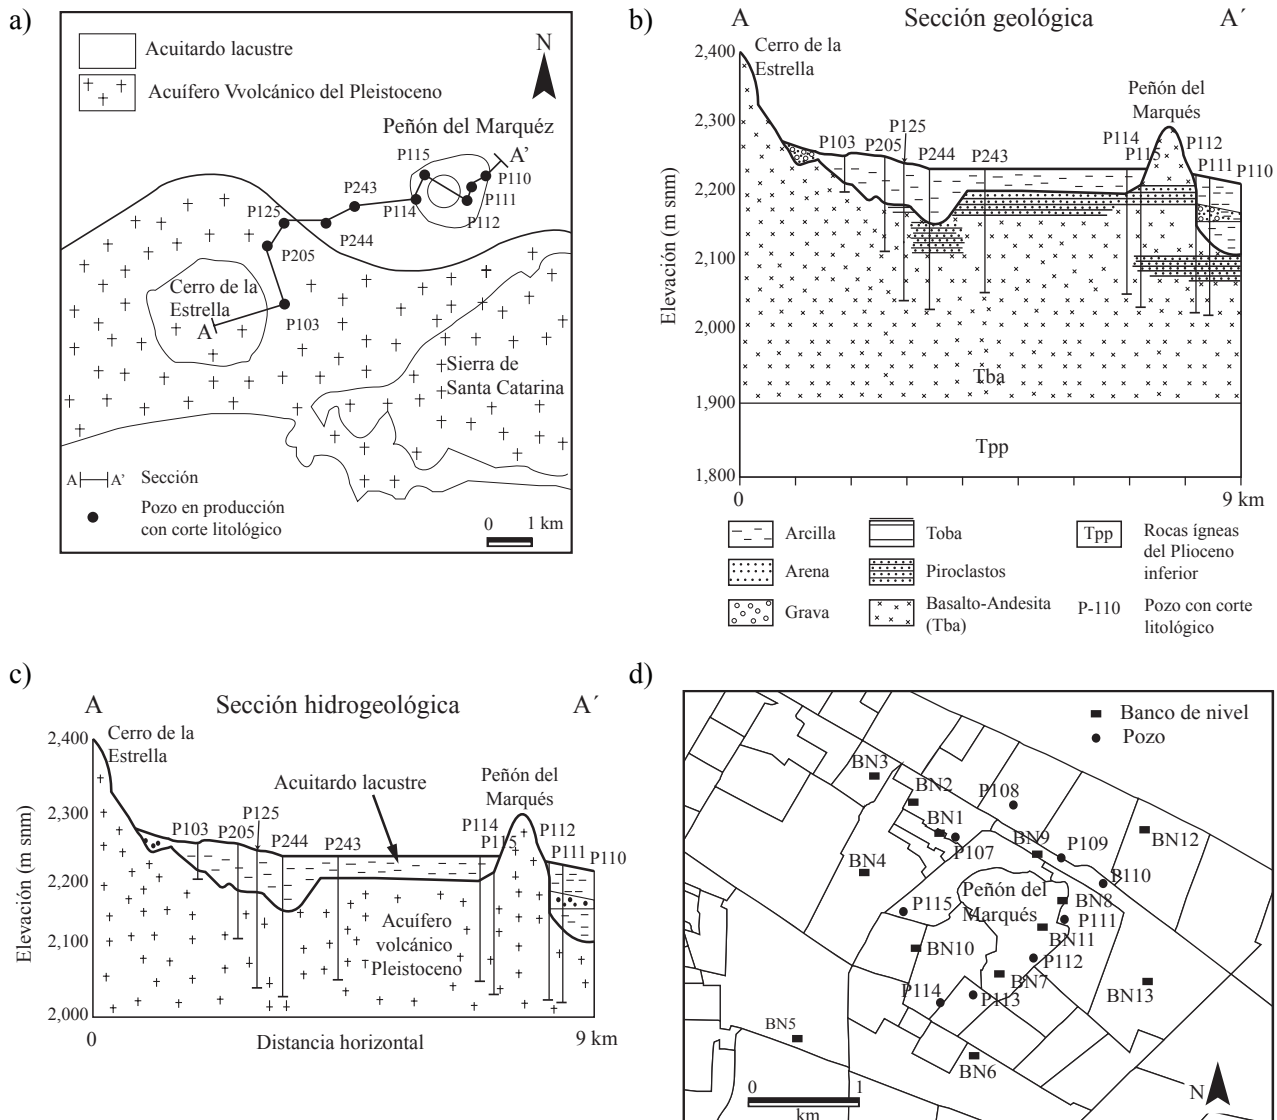 a)
Acuitardo lacustre
Acuífero Vvolcánico del Pleistoceno
N
Peñón del Marquéz
A'
P115
P110
P243
P111
P125
P114
P112
P244
P205
Cerro de la
Estrella
A
P103
Sierra de
Santa Catarina
A
A'
Sección
Pozo en producción
con corte litológico
0
1 km
b)
A
Sección geológica
A´
Elevación (m snm)
2,400
2,300
2,200
2,100
2,000
1,900
1,800
Cerro de la
Estrella
Peñón del
Marqués
P103
P205
P125
P244
P243
P114
P115
P112
P111
P110
Tba
Tpp
0
9 km
Arcilla
Toba
Tpp
Rocas ígneas
del Plioceno
inferior
Arena
Piroclastos
Grava
Basalto-Andesita
(Tba)
P-110
Pozo con corte
litológico
c)
A
Sección hidrogeológica
A´
Elevación (m snm)
2,400
2,300
2,200
2,100
2,000
Cerro de la
Estrella
Acuitardo lacustre
Peñón del
Marqués
P103
P205
P125
P244
P243
P114
P115
P112
P111
P110
Acuífero
volcánico
Pleistoceno
0
Distancia horizontal
9 km
d)
Banco de nivel
Pozo
BN3
BN2
P108
BN1
P107
BN9
P109
BN12
BN4
P110
Peñón del
Marqués
BN8
P115
P111
BN11
BN10
P112
BN7
BN13
P114
P113
BN5
BN6
0
1
km
N